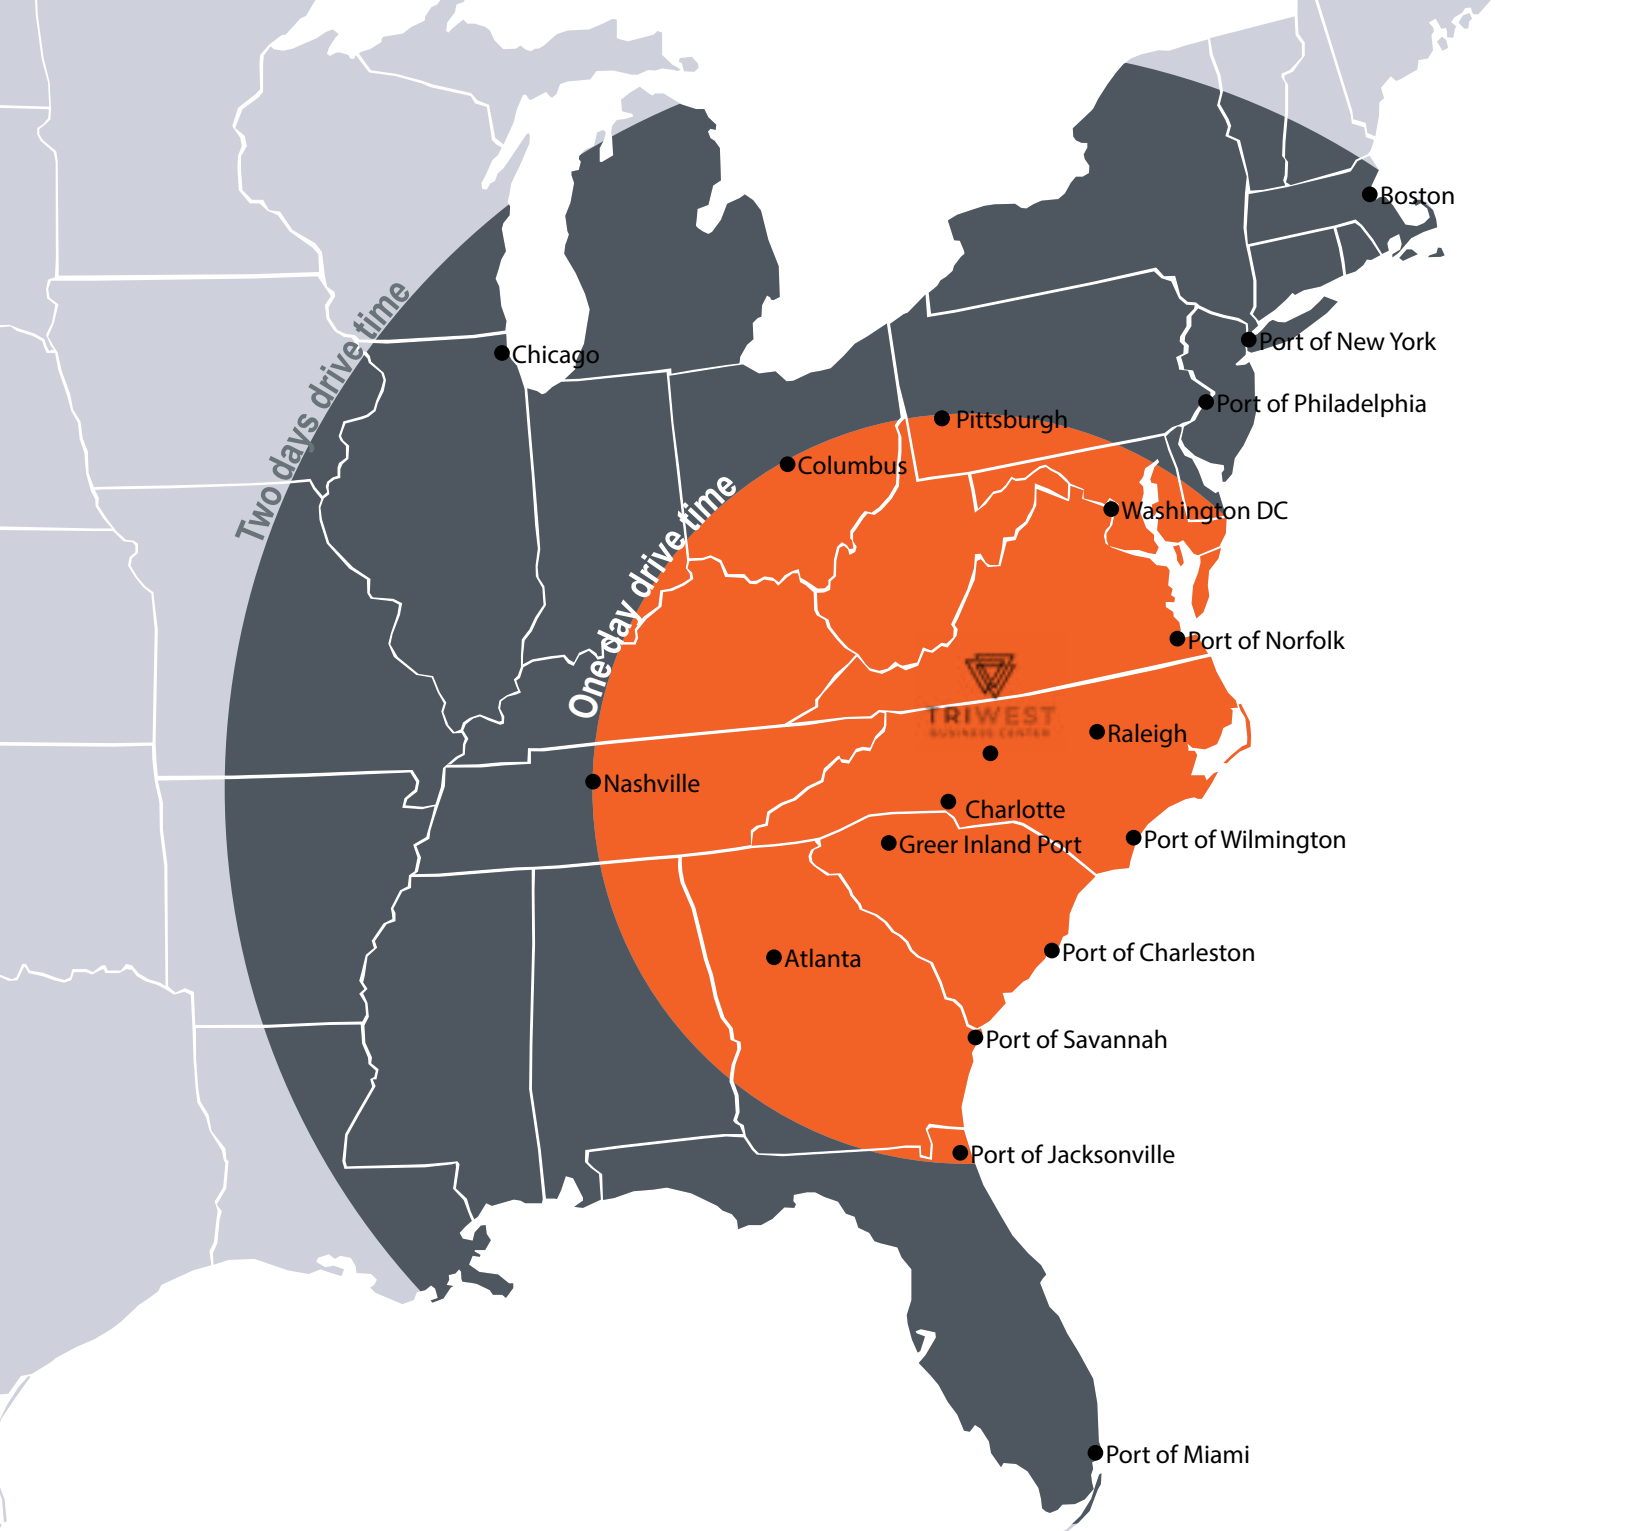 Boston
Two days drive time
Port of New York
Chicago
Port of Philadelphia
Pittsburgh
Columbus
One day drive time
Washington DC
Port of Norfolk
TRIWEST
BUSINESS CENTER
Raleigh
Nashville
Charlotte
Greer Inland Port
Port of Wilmington
Port of Charleston
Atlanta
Port of Savannah
Port of Jacksonville
Port of Miami